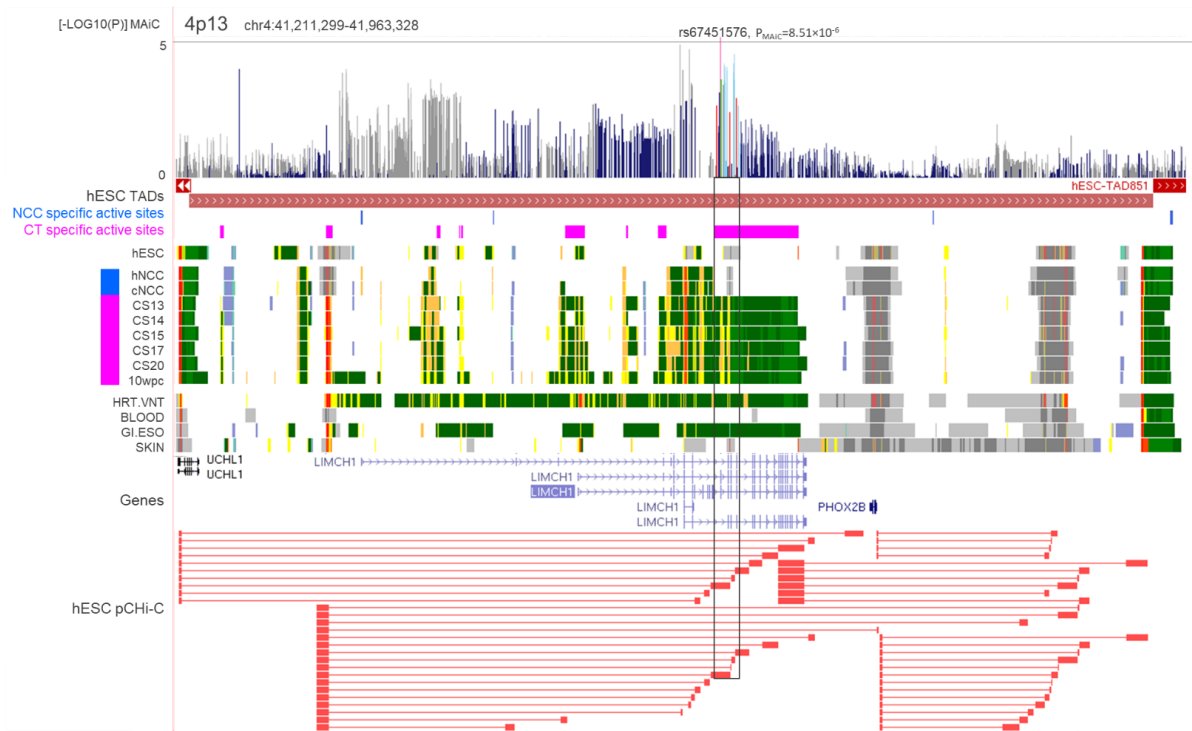 [-LOG10(P)] MAiC
4p13 chr4:41,211,299-41,963,328
rs67451576, PMAiC=8.51×10-6
5
0
hESC TADs
hESC-TAD851
NCC specific active sites
CT specific active sites
hESC
hNCC
cNCC
CS13
CS14
CS15
CS17
CS20
10wpc
HRT.VNT
BLOOD
GI.ESO
SKIN
UCHL1
LIMCH1
UCHL1
LIMCH1
LIMCH1
Genes
LIMCH1
PHOX2B
LIMCH1
hESC pCHi-C